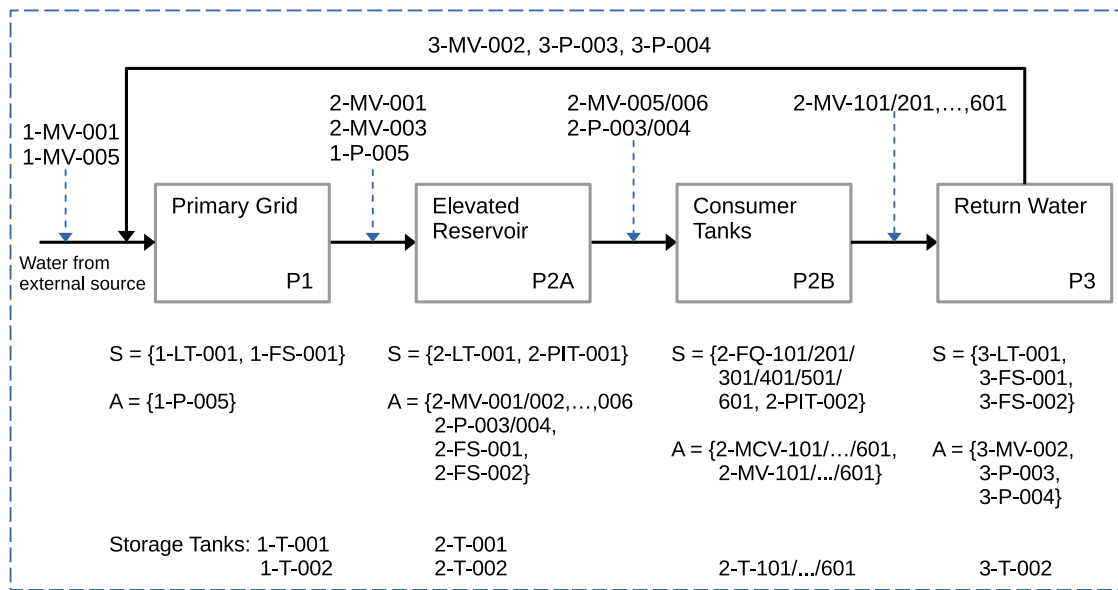 3-MV-002, 3-P-003, 3-P-004
1-MV-001
1-MV-005
2-MV-001
2-MV-003
1-P-005
2-MV-005/006
2-P-003/004
2-MV-101/201,…,601
Water from
external source
Primary Grid
P1
Elevated
Reservoir
P2A
Consumer
Tanks
P2B
Return Water
P3
S = {1-LT-001, 1-FS-001}
A = {1-P-005}
S = {2-LT-001, 2-PIT-001}
A = {2-MV-001/002,…,006
2-P-003/004,
2-FS-001,
2-FS-002}
S = {2-FQ-101/201/
301/401/501/
601, 2-PIT-002}
A = {2-MCV-101/…/601,
2-MV-101/.../601}
S = {3-LT-001,
3-FS-001,
3-FS-002}
A = {3-MV-002,
3-P-003,
3-P-004}
Storage Tanks: 1-T-001
1-T-002
2-T-001
2-T-002
2-T-101/.../601
3-T-002